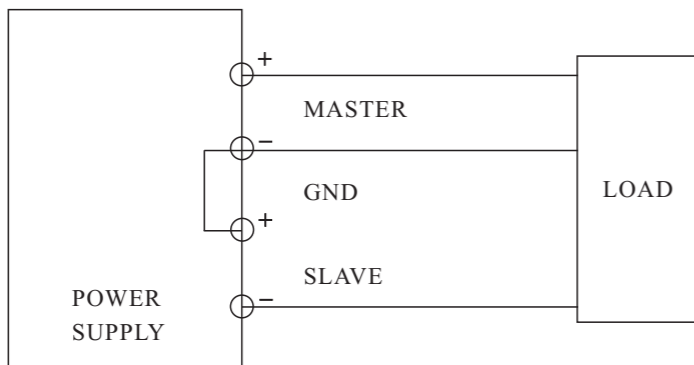 +
MASTER
−
GND
LOAD
+
SLAVE
−
POWER
SUPPLY